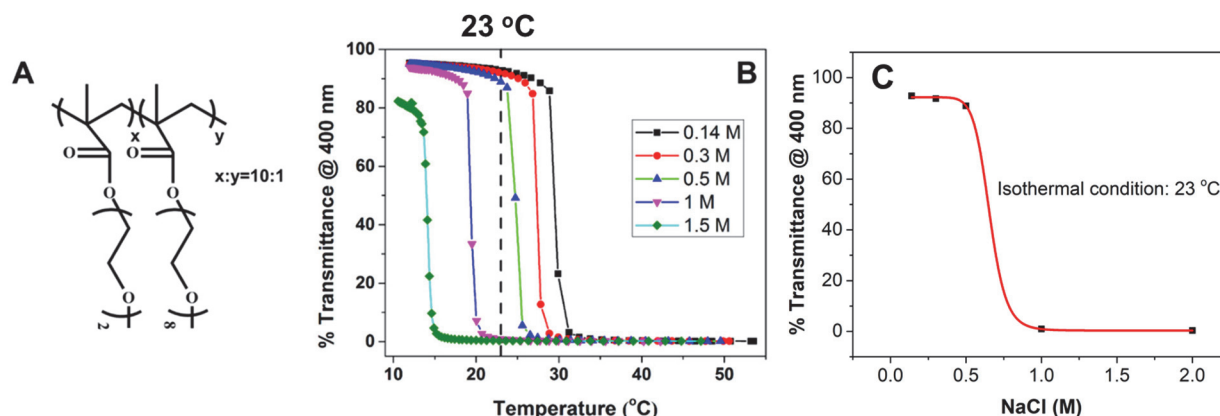 A
x
y
x:y=10:1
O
O
O
O
O
O
2
8
23 °C
B
% Transmittance @ 400 nm
100
80
60
40
20
0
0.14 M
0.3 M
0.5 M
1 M
1.5 M
10 20 30 40 50
Temperature (°C)
C
% Transmittance @ 400 nm
100
80
60
40
20
0
Isothermal condition: 23 °C
0.0 0.5 1.0 1.5 2.0
NaCl (M)